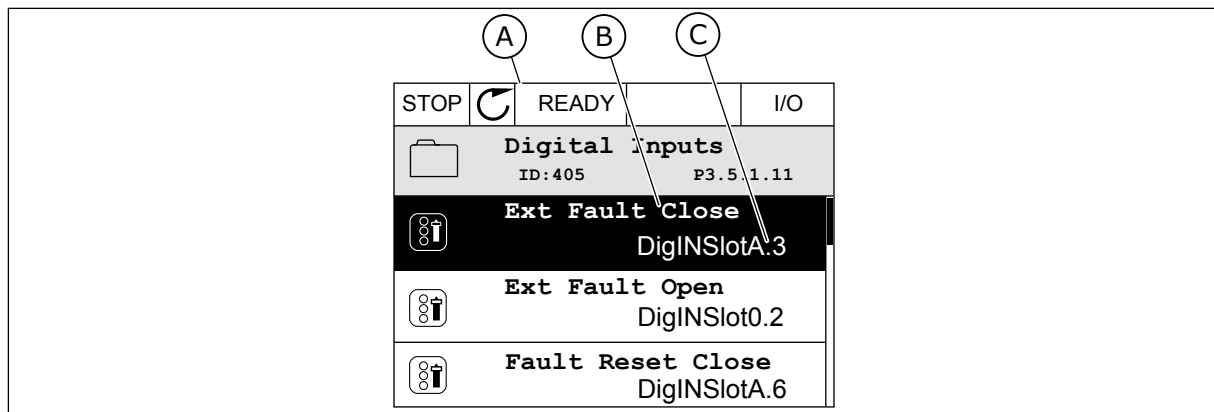 A B C
STOP READY I/O
Digital Inputs
ID:405 P3.5.1.11
Ext Fault Close
DigINSlotA.3
Ext Fault Open
DigINSlot0.2
Fault Reset Close
DigINSlotA.6